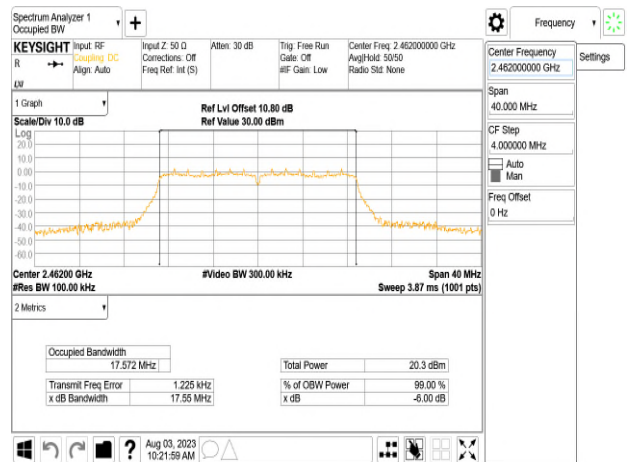 Spectrum Analyzer 1
Occupied BW
Frequency
KEYSIGHT
R
Input: RF
Coupling: DC
Align: Auto
Input Z: 50 Ω
Corrections: Off
Freq Ref: Int (S)
Atten: 30 dB
Trig: Free Run
Gate: Off
#IF Gain: Low
Center Freq: 2.462000000 GHz
Avg|Hold: 50/50
Radio Std: None
Center Frequency
2.462000000 GHz
Settings
Span
40.000 MHz
CF Step
4.000000 MHz
Auto
Man
Freq Offset
0 Hz
1 Graph
Scale/Div 10.0 dB
Ref Lvl Offset 10.80 dB
Ref Value 30.00 dBm
Log
20.0
10.0
0.00
-10.0
-20.0
-30.0
-40.0
-50.0
-60.0
Center 2.46200 GHz
#Res BW 100.00 kHz
#Video BW 300.00 kHz
Span 40 MHz
Sweep 3.87 ms (1001 pts)
2 Metrics
Occupied Bandwidth
17.572 MHz
Transmit Freq Error 1.225 kHz
x dB Bandwidth 17.55 MHz
Total Power 20.3 dBm
% of OBW Power 99.00 %
x dB -6.00 dB
?
Aug 03, 2023
10:21:59 AM